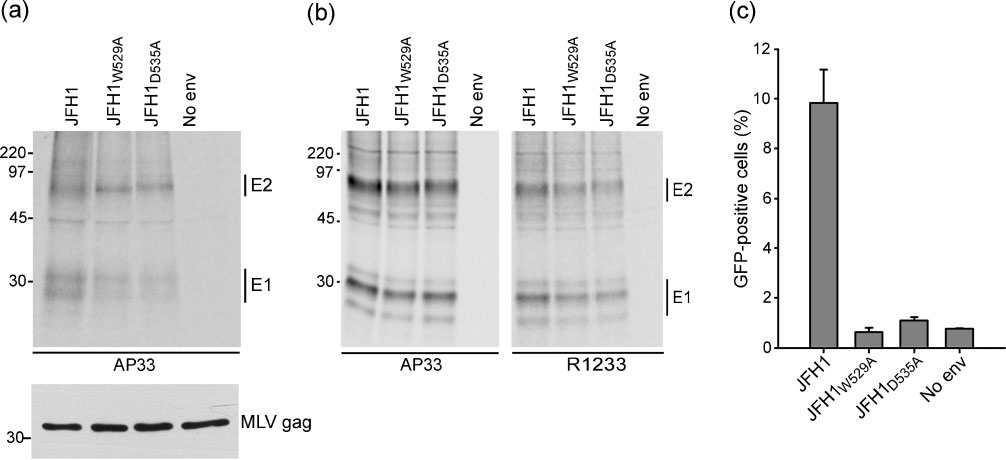 (a)
JFH1
JFH1W529A
JFH1D535A
No env
220
97
45
30
E2
E1
AP33
30
MLV gag
(b)
JFH1
JFH1W529A
JFH1D535A
No env
JFH1
JFH1W529A
JFH1D535A
No env
220
97
45
30
E2
E1
AP33
R1233
(c)
GFP-positive cells (%)
12
10
8
6
4
2
0
JFH1
JFH1W529A
JFH1D535A
No env